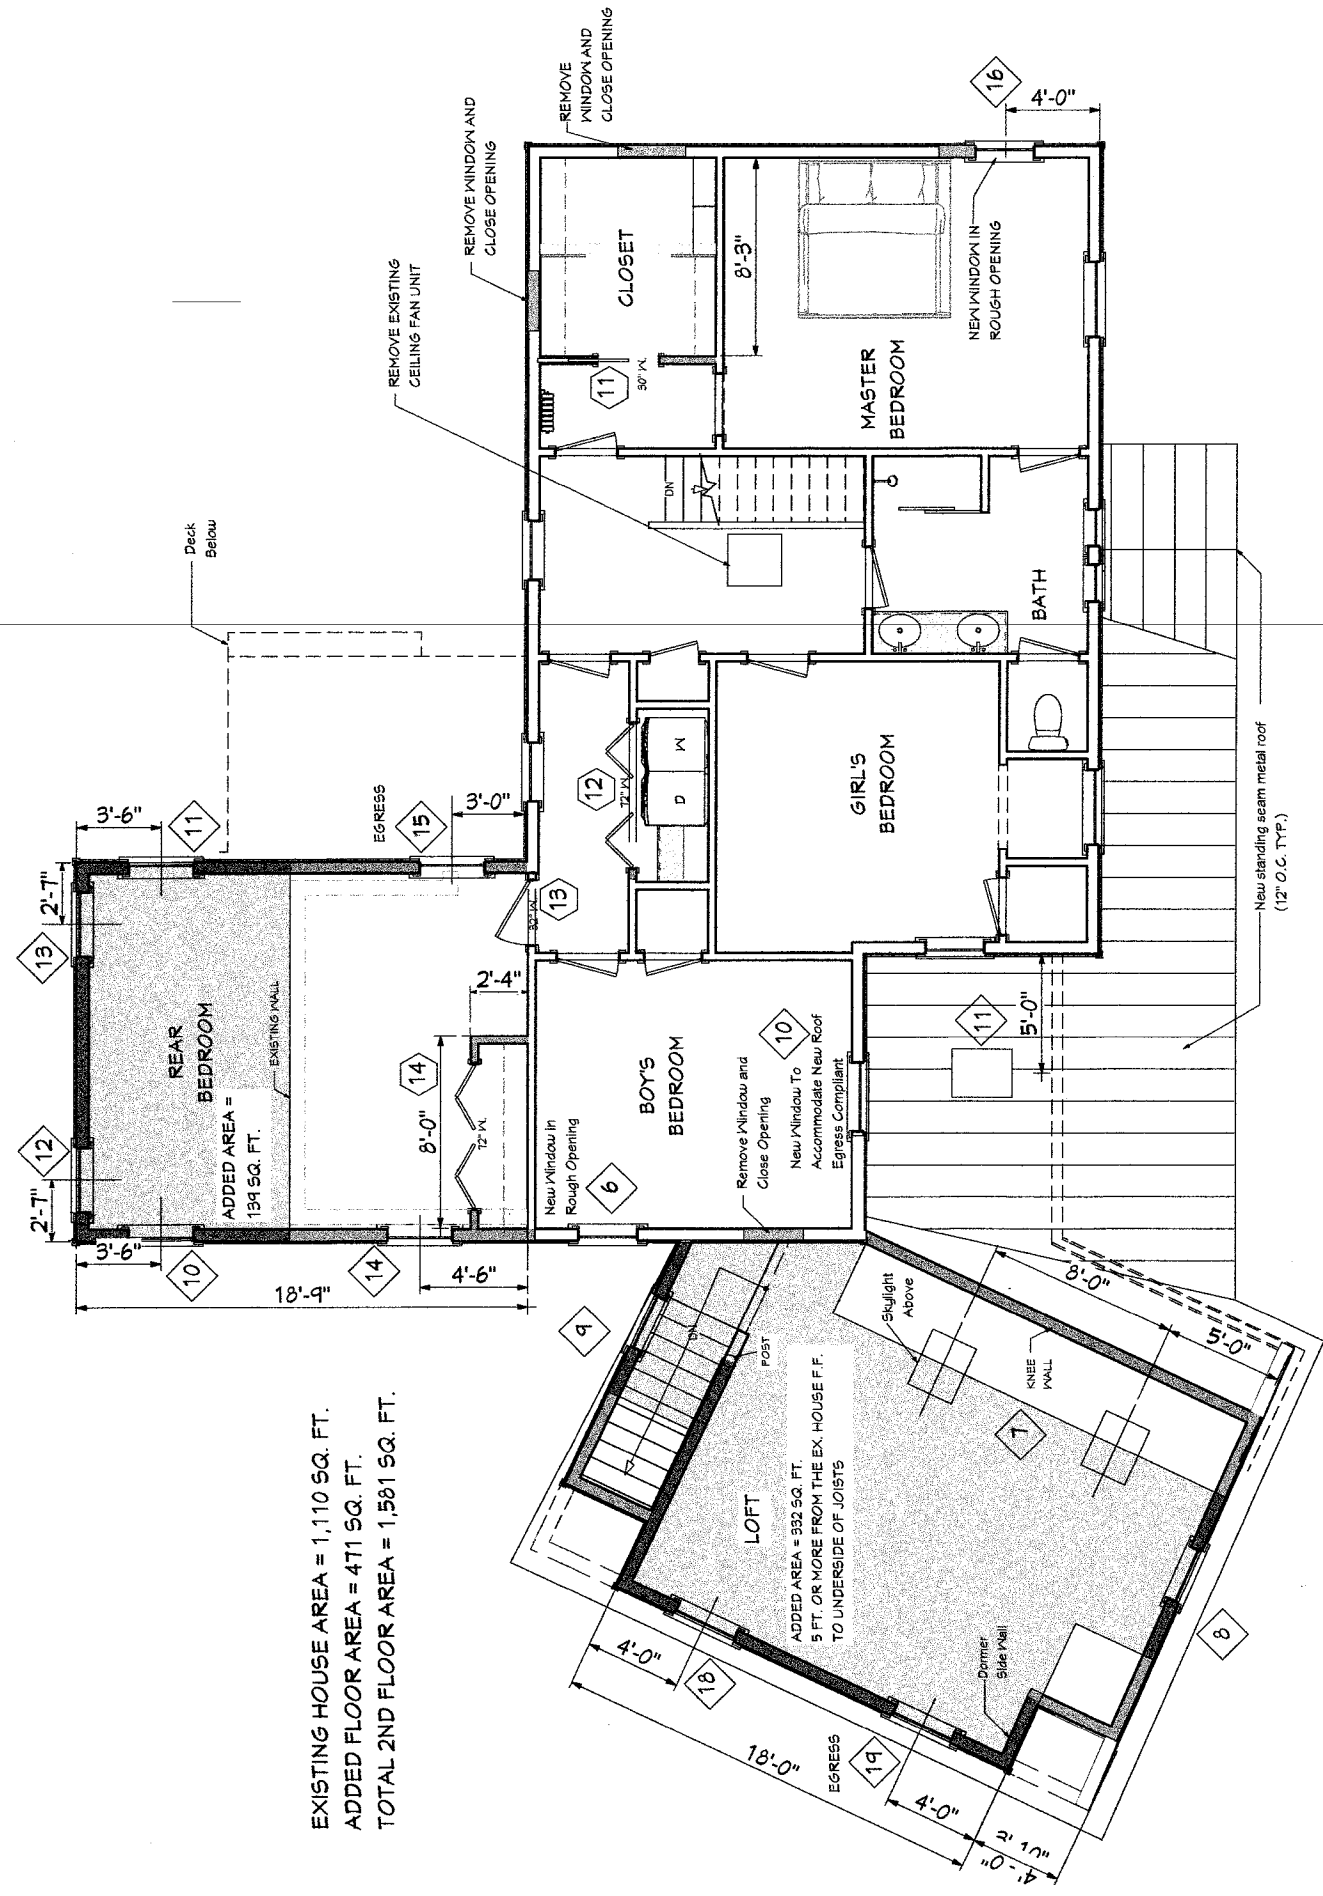 EXISTING HOUSE AREA = 1,110 SQ. FT.
ADDED FLOOR AREA = 471 SQ. FT.
TOTAL 2ND FLOOR AREA = 1,581 SQ. FT.
18'-9"
2'-7"
12
13
2'-7"
3'-6"
10
3'-6"
11
REAR
BEDROOM
ADDED AREA =
139 SQ. FT.
EXISTING WALL
14
4'-6"
14
8'-0"
72" W.
2'-4"
EGRESS
15
3'-0"
Deck
Below
REMOVE EXISTING
CEILING FAN UNIT
REMOVE WINDOW AND
CLOSE OPENING
REMOVE
WINDOW AND
CLOSE OPENING
New Window in
Rough Opening
6
BOY'S
BEDROOM
Remove Window and
Close Opening
10
New Window To
Accommodate New Roof
Egress Compliant
13
32" W.
12
72" W.
D
W
GIRL'S
BEDROOM
DN
11
30" W.
CLOSET
8'-3"
MASTER
BEDROOM
NEW WINDOW IN
ROUGH OPENING
16
4'-0"
BATH
11
5'-0"
New standing seam metal roof
(12" O.C. TYP.)
9
DN
POST
LOFT
ADDED AREA = 332 SQ. FT.
5 FT. OR MORE FROM THE EX. HOUSE F.F.
TO UNDERSIDE OF JOISTS
Skylight
Above
8'-0"
KNEE
WALL
5'-0"
7
8
Dormer
Side Wall
4'-0"
18
18'-0"
EGRESS
19
4'-0"
2'-10"
4'-0"